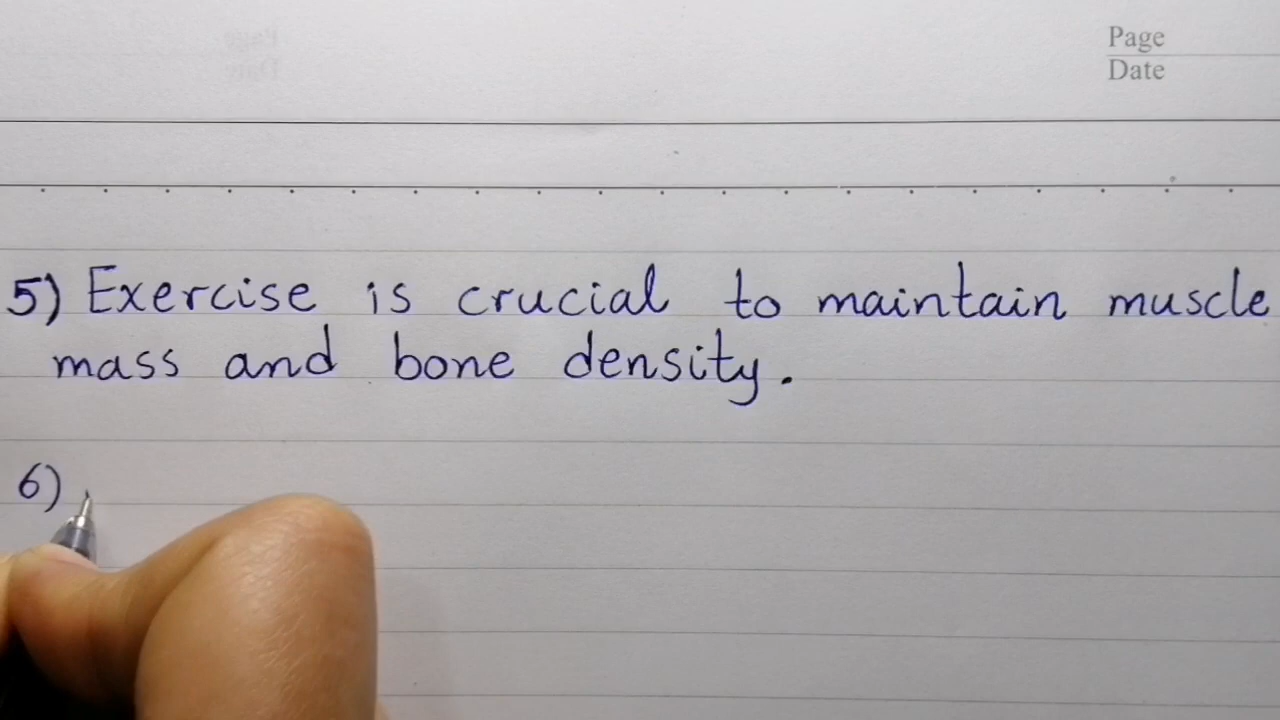 Page
Date
5) Exercise is crucial to maintain muscle
mass and bone density.
6)